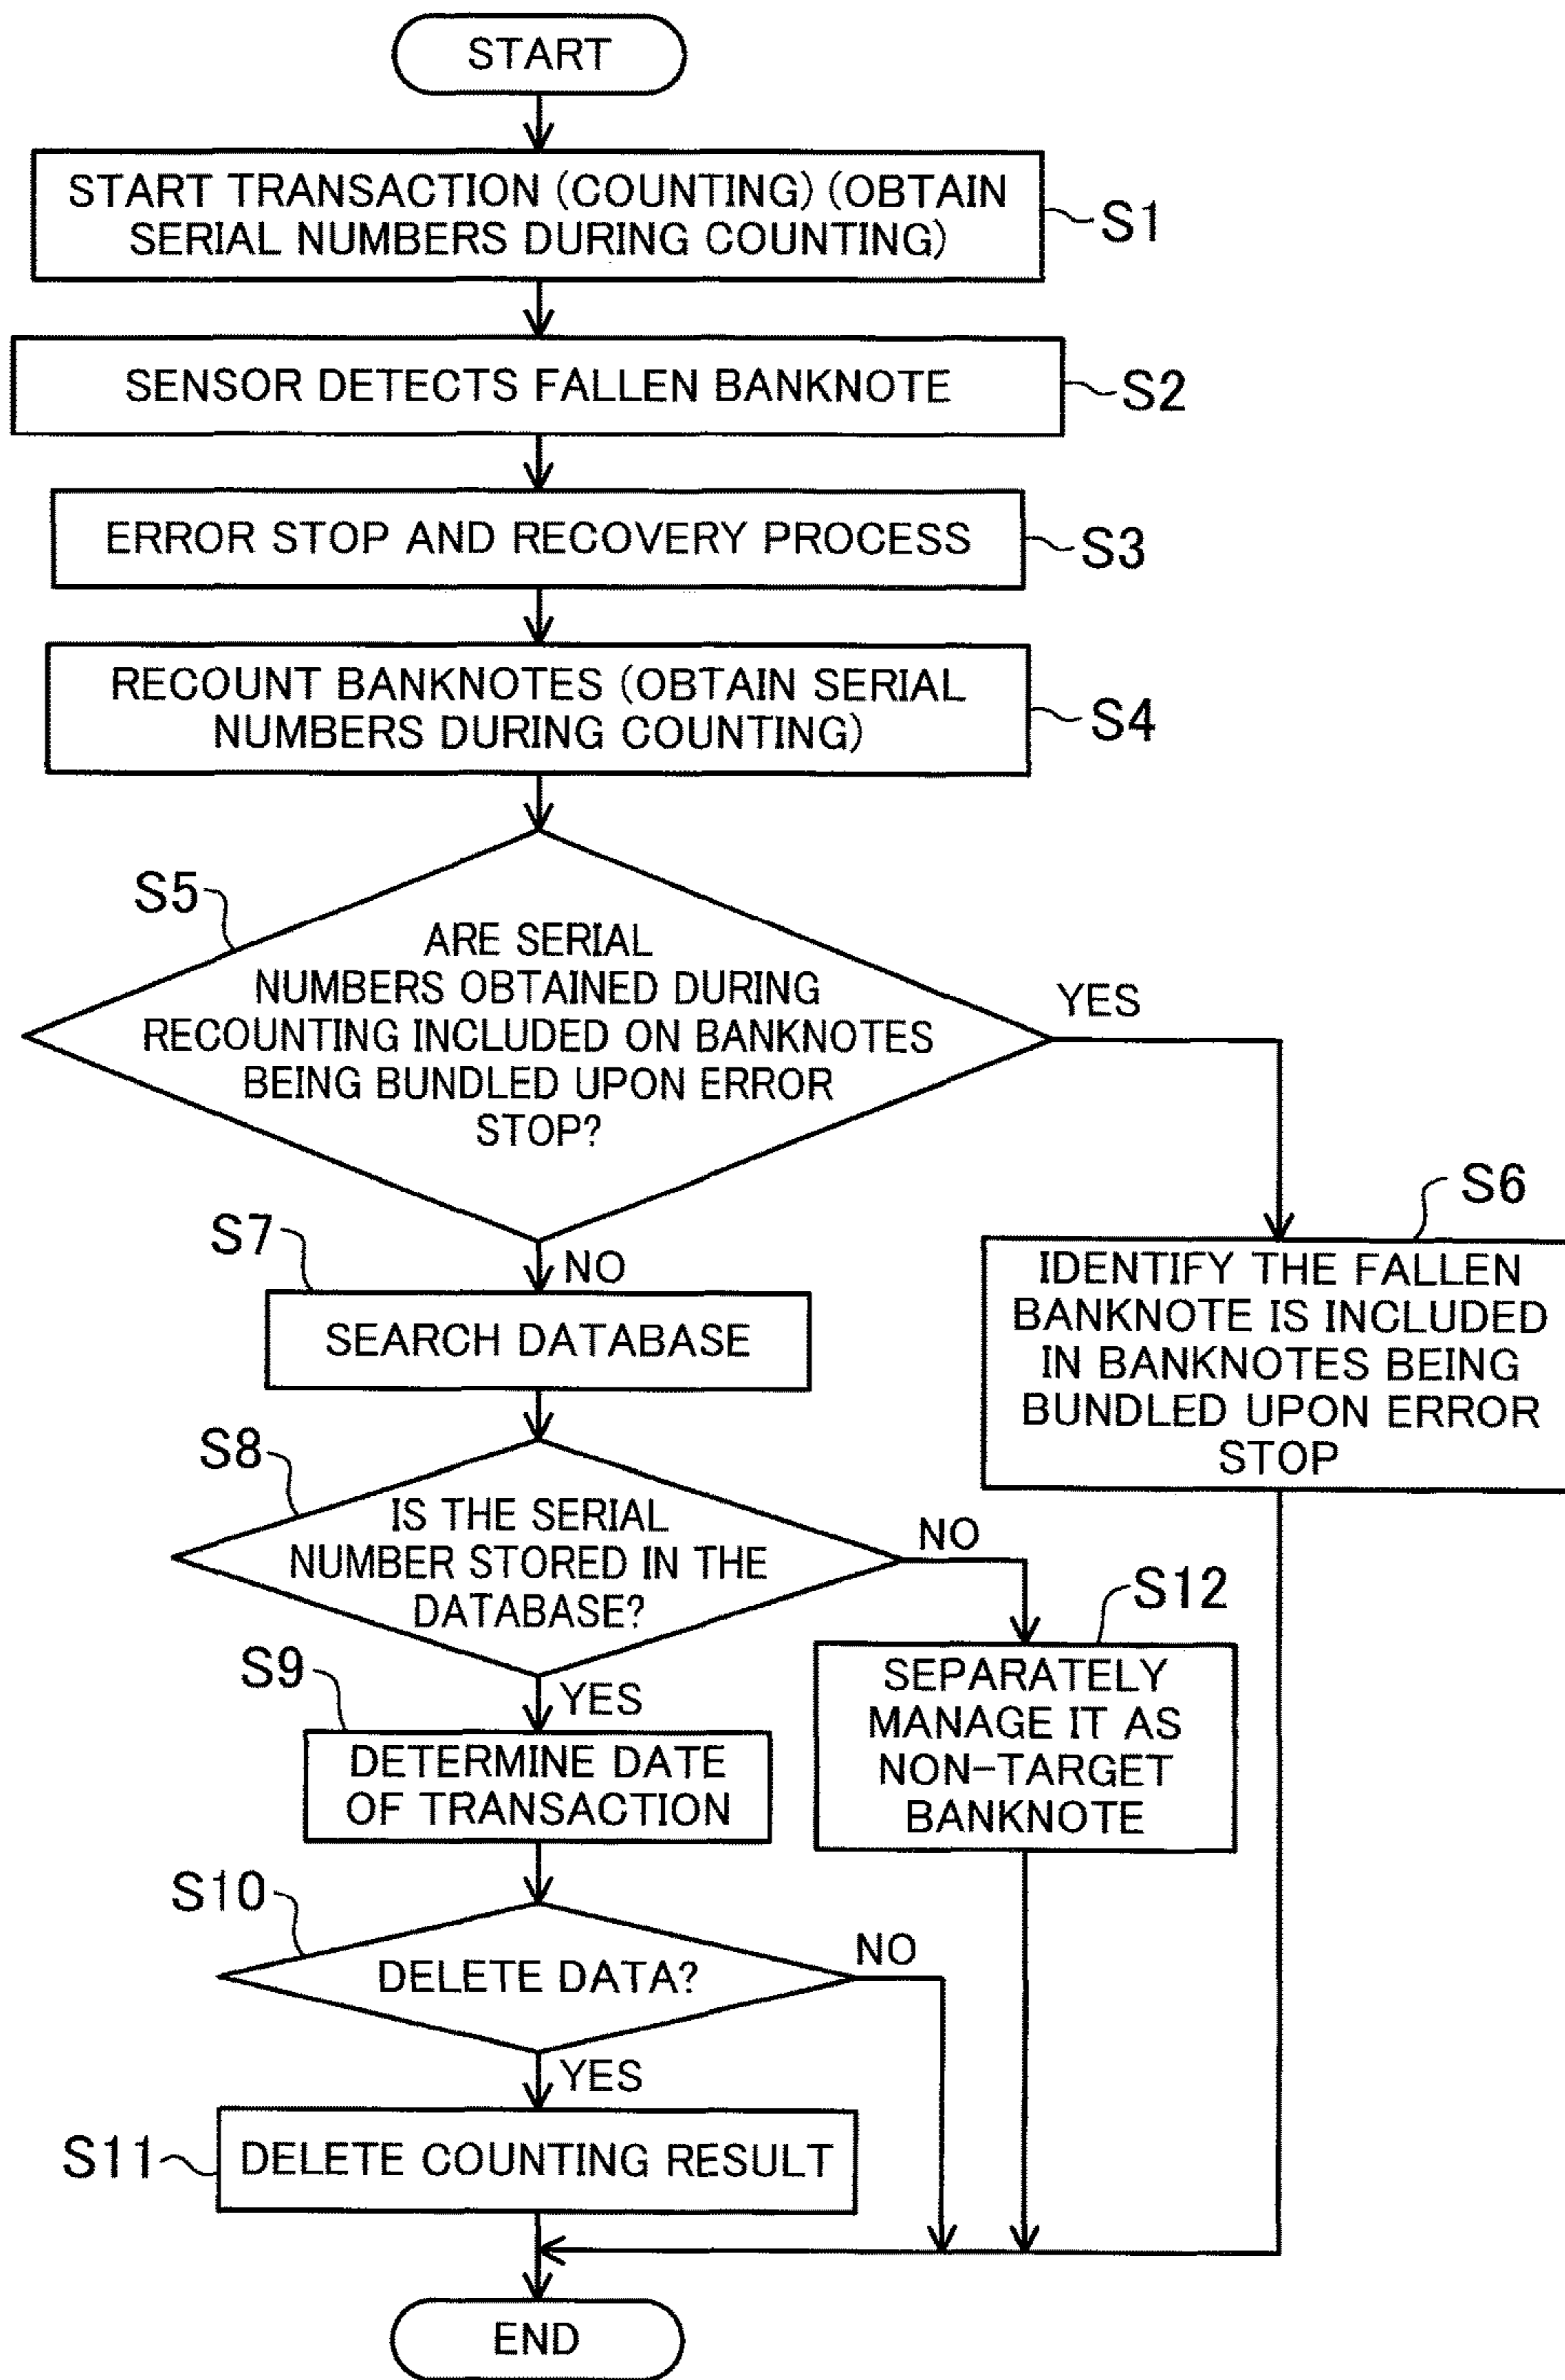 START
START TRANSACTION (COUNTING) (OBTAIN
SERIAL NUMBERS DURING COUNTING)
S1
SENSOR DETECTS FALLEN BANKNOTE
S2
ERROR STOP AND RECOVERY PROCESS
S3
RECOUNT BANKNOTES (OBTAIN SERIAL
NUMBERS DURING COUNTING)
S4
S5
ARE SERIAL
NUMBERS OBTAINED DURING
RECOUNTING INCLUDED ON BANKNOTES
BEING BUNDLED UPON ERROR
STOP?
YES
S6
IDENTIFY THE FALLEN
BANKNOTE IS INCLUDED
IN BANKNOTES BEING
BUNDLED UPON ERROR
STOP
NO
S7
SEARCH DATABASE
S8
IS THE SERIAL
NUMBER STORED IN THE
DATABASE?
NO
S12
SEPARATELY
MANAGE IT AS
NON-TARGET
BANKNOTE
YES
S9
DETERMINE DATE
OF TRANSACTION
S10
DELETE DATA?
NO
YES
S11
DELETE COUNTING RESULT
END